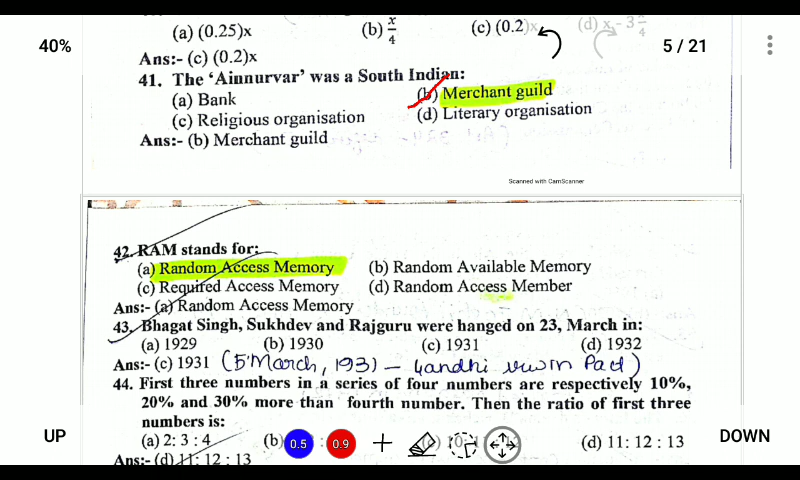 (a) (0.25)x (b) x/4 (c) (0.2)x (d) x - 3x/4
40% 5 / 21
Ans:- (c) (0.2)x
41. The ‘Ainnurvar’ was a South Indian:
(a) Bank (b) Merchant guild
(c) Religious organisation (d) Literary organisation
Ans:- (b) Merchant guild
Scanned with CamScanner
42. RAM stands for:
(a) Random Access Memory (b) Random Available Memory
(c) Required Access Memory (d) Random Access Member
Ans:- (a) Random Access Memory
43. Bhagat Singh, Sukhdev and Rajguru were hanged on 23, March in:
(a) 1929 (b) 1930 (c) 1931 (d) 1932
Ans:- (c) 1931 (5 March, 1931 - Gandhi Irwin Pact)
44. First three numbers in a series of four numbers are respectively 10%,
20% and 30% more than fourth number. Then the ratio of first three
numbers is:
UP DOWN
(a) 2: 3 : 4 (b) 0.5 0.9 (d) 11: 12 : 13
Ans:- (d) 11: 12 : 13